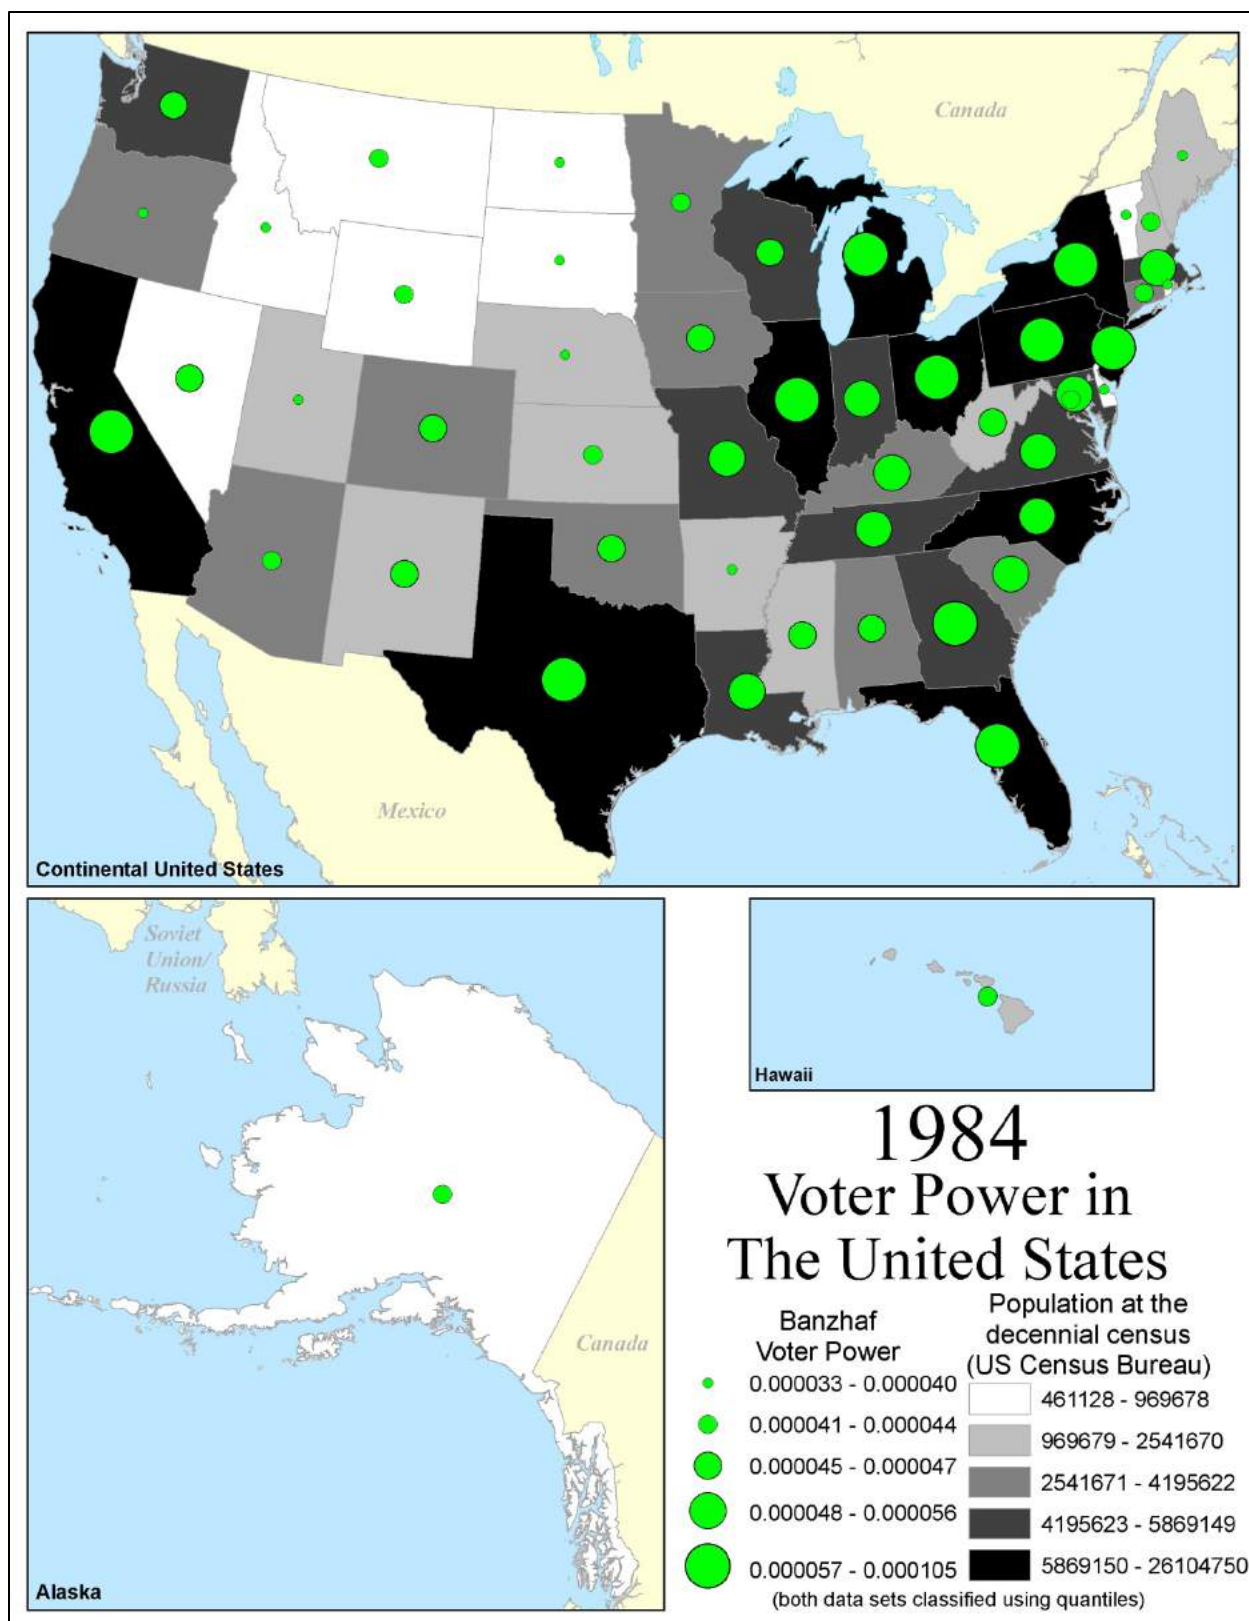 Canada
Mexico
Continental United States
Soviet
Union/
Russia
Canada
Alaska
Hawaii
1984
Voter Power in
The United States
Banzhaf
Voter Power
0.000033 - 0.000040
0.000041 - 0.000044
0.000045 - 0.000047
0.000048 - 0.000056
0.000057 - 0.000105
Population at the
decennial census
(US Census Bureau)
461128 - 969678
969679 - 2541670
2541671 - 4195622
4195623 - 5869149
5869150 - 26104750
(both data sets classified using quantiles)